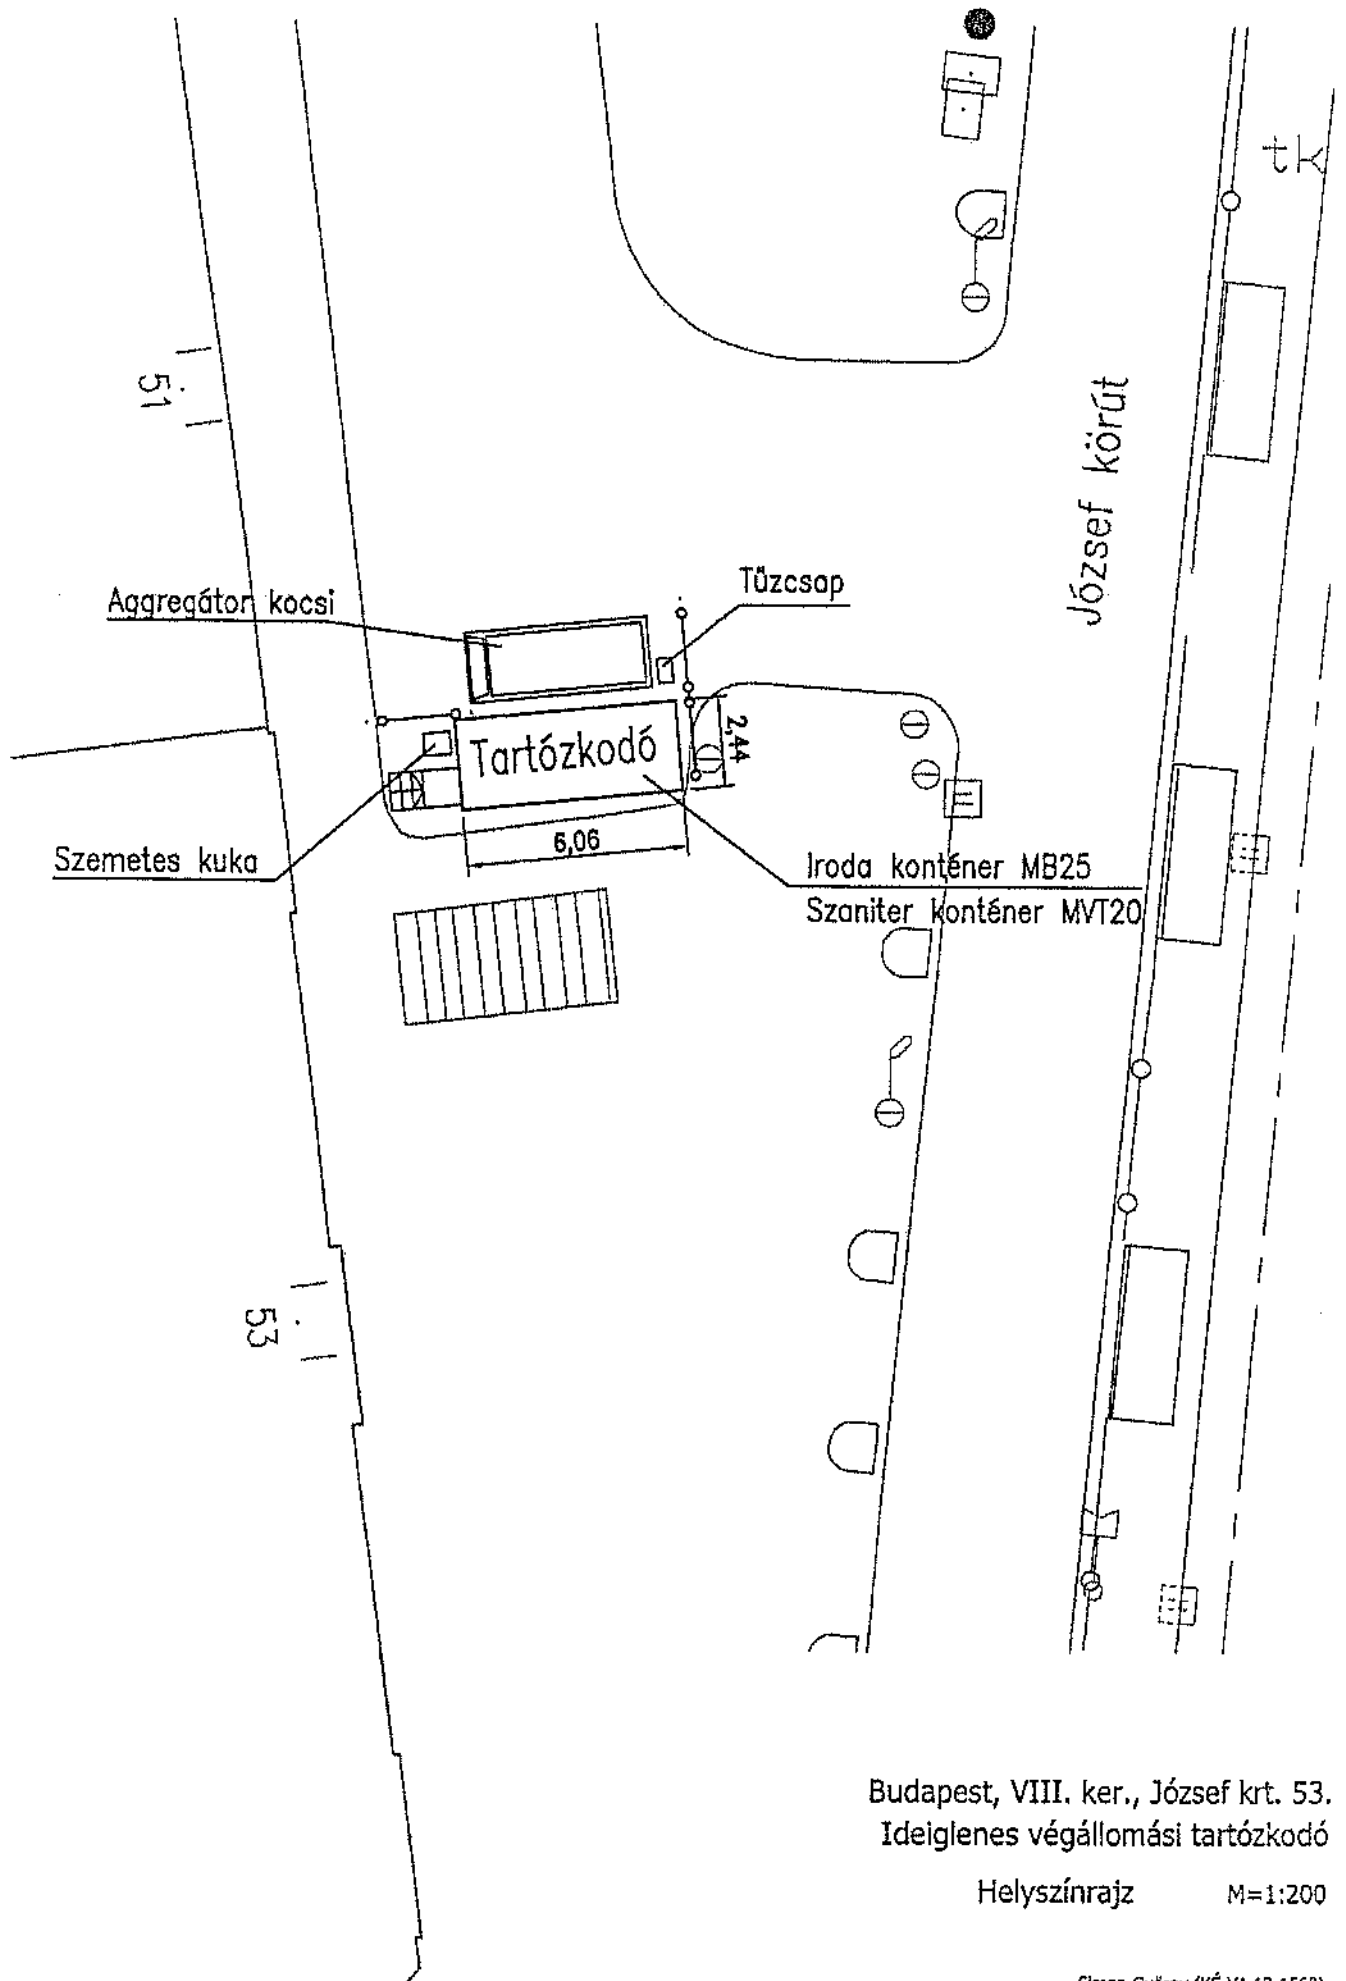 51
József körút
Aggregátor kocsi
Tűzcsap
2,44
Tartózkodó
6,06
Szemetes kuka
Iroda konténer MB25
Szaniter konténer MVT20
53
Budapest, VIII. ker., József krt. 53.
Ideiglenes végállomási tartózkodó
Helyszínrajz M=1:200